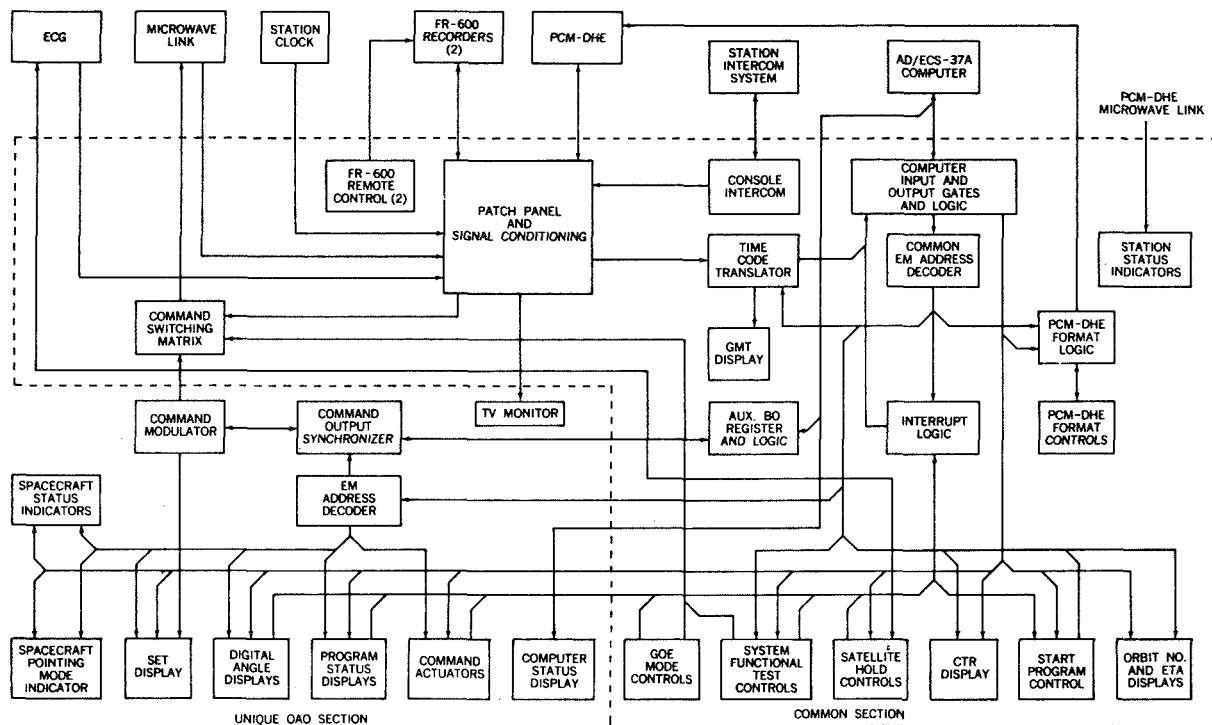 ECG
MICROWAVE
LINK
STATION
CLOCK
FR-600
RECORDERS
(2)
PCM-DHE
STATION
INTERCOM
SYSTEM
AD/ECS-37A
COMPUTER
PCM-DHE
MICROWAVE LINK
FR-600
REMOTE
CONTROL (2)
PATCH PANEL
AND
SIGNAL CONDITIONING
CONSOLE
INTERCOM
COMPUTER
INPUT AND
OUTPUT GATES
AND LOGIC
TIME
CODE
TRANSLATOR
COMMON
EM ADDRESS
DECODER
STATION
STATUS
INDICATORS
COMMAND
SWITCHING
MATRIX
GMT
DISPLAY
PCM-DHE
FORMAT
LOGIC
COMMAND
MODULATOR
COMMAND
OUTPUT
SYNCHRONIZER
TV MONITOR
AUX. BO
REGISTER
AND LOGIC
INTERRUPT
LOGIC
PCM-DHE
FORMAT
CONTROLS
SPACECRAFT
STATUS
INDICATORS
EM
ADDRESS
DECODER
SPACECRAFT
POINTING
MODE
INDICATOR
SET
DISPLAY
DIGITAL
ANGLE
DISPLAYS
PROGRAM
STATUS
DISPLAYS
COMMAND
ACTUATORS
COMPUTER
STATUS
DISPLAY
GOE
MODE
CONTROLS
SYSTEM
FUNCTIONAL
TEST
CONTROLS
SATELLITE
HOLD
CONTROLS
CTR
DISPLAY
START
PROGRAM
CONTROL
ORBIT NO.
AND ETA
DISPLAYS
UNIQUE OAO SECTION
COMMON SECTION